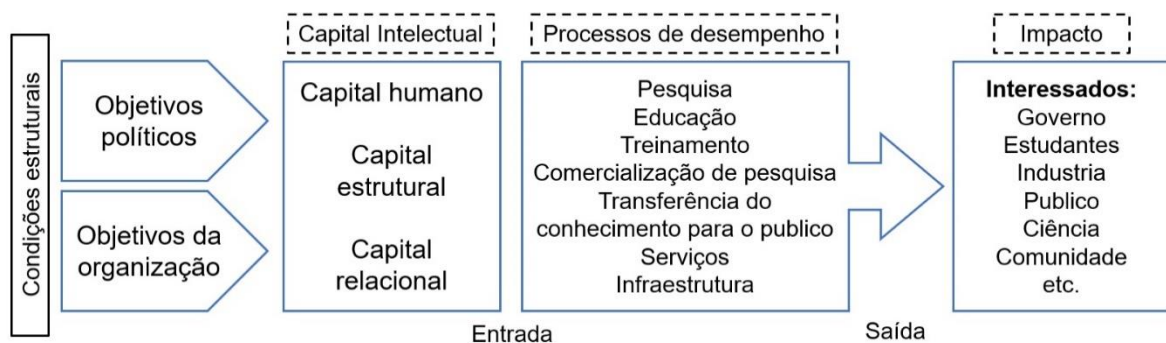 Condições estruturais
Objetivos
políticos
Objetivos da
organização
Capital Intelectual
Capital humano
Capital
estrutural
Capital
relacional
Processos de desempenho
Pesquisa
Educação
Treinamento
Comercialização de pesquisa
Transferência do
conhecimento para o publico
Serviços
Infraestrutura
Impacto
Interessados:
Governo
Estudantes
Industria
Publico
Ciência
Comunidade
etc.
Entrada
Saída